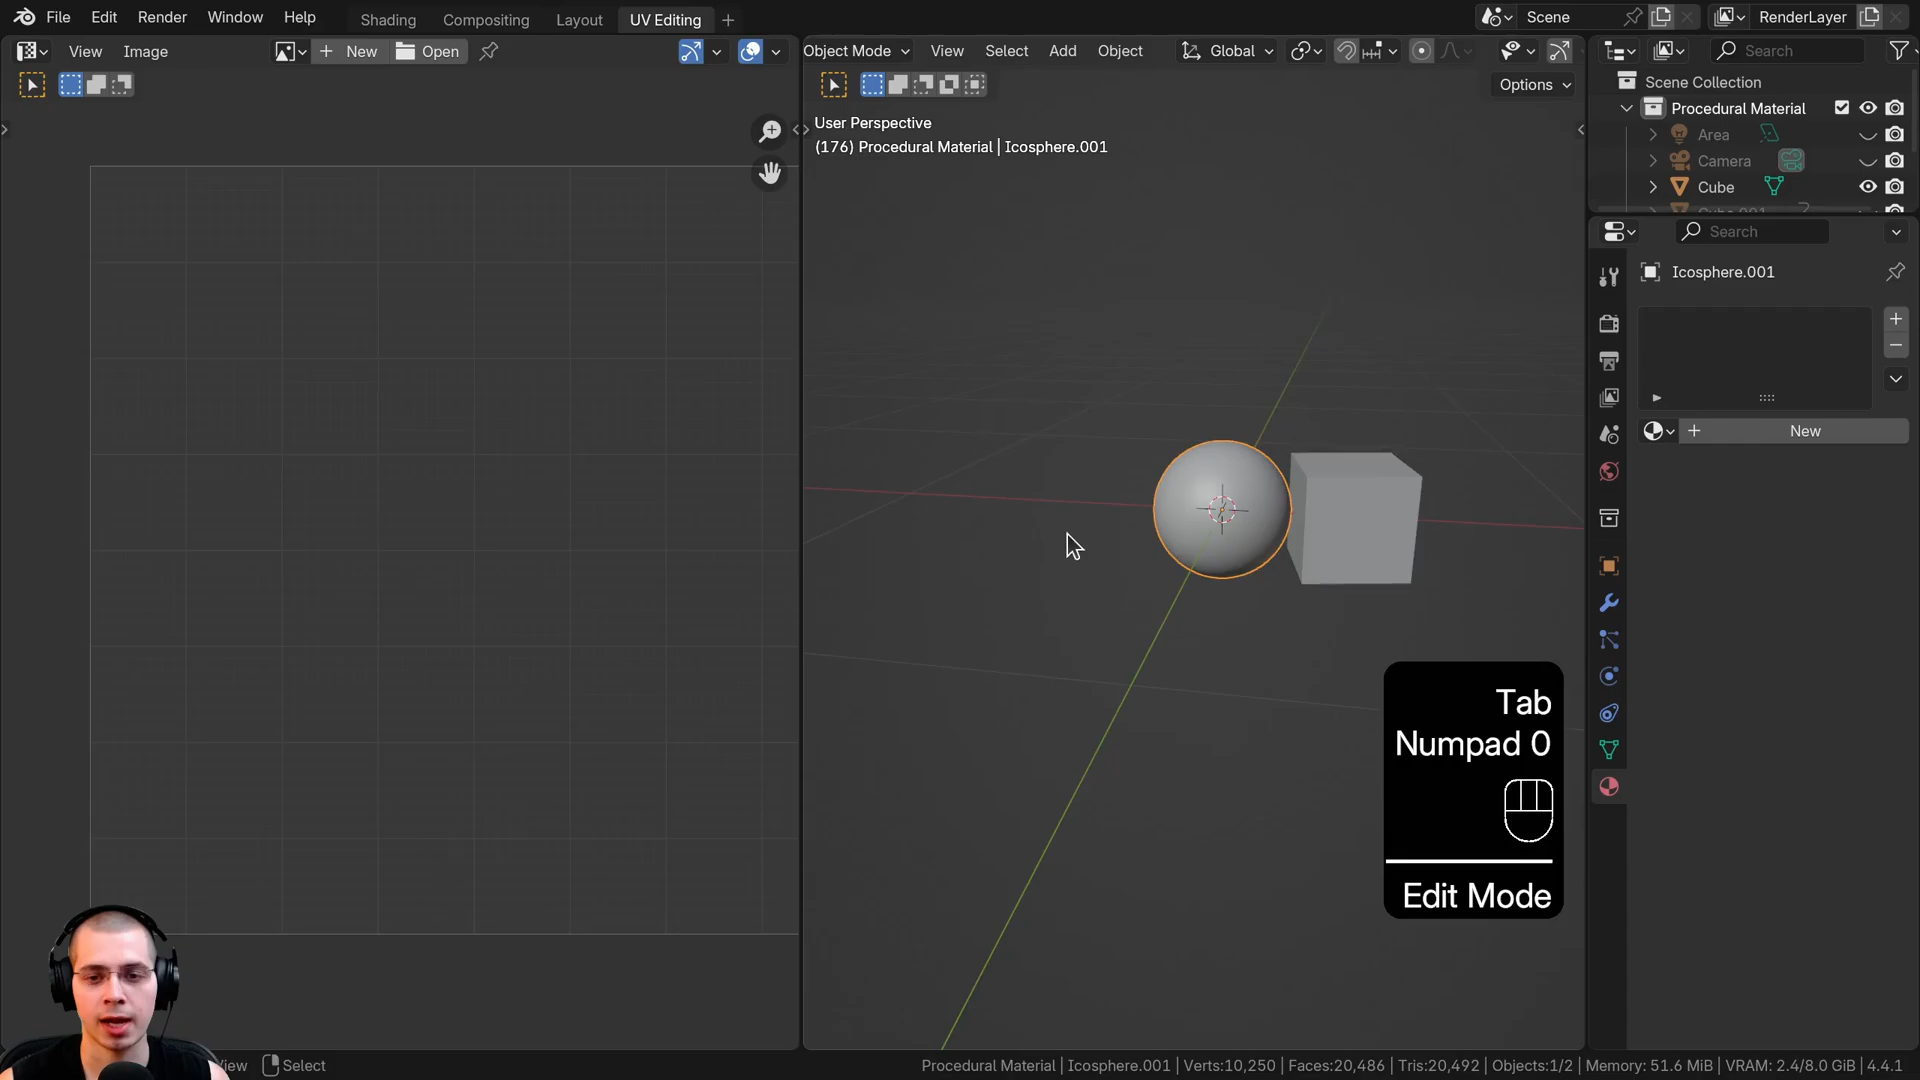 File Edit Render Window Help Shading Compositing Layout UV Editing Scene RenderLayer
View Image New Open Object Mode View Select Add Object Global Search
Options
Scene Collection
User Perspective
Procedural Material
(176) Procedural Material | Icosphere.001
Area
Camera
Cube
Cube.001
Search
Icosphere.001
New
Tab
Numpad 0
Edit Mode
View Select Procedural Material | Icosphere.001 | Verts:10,250 | Faces:20,486 | Tris:20,492 | Objects:1/2 | Memory: 51.6 MiB | VRAM: 2.4/8.0 GiB | 4.4.1